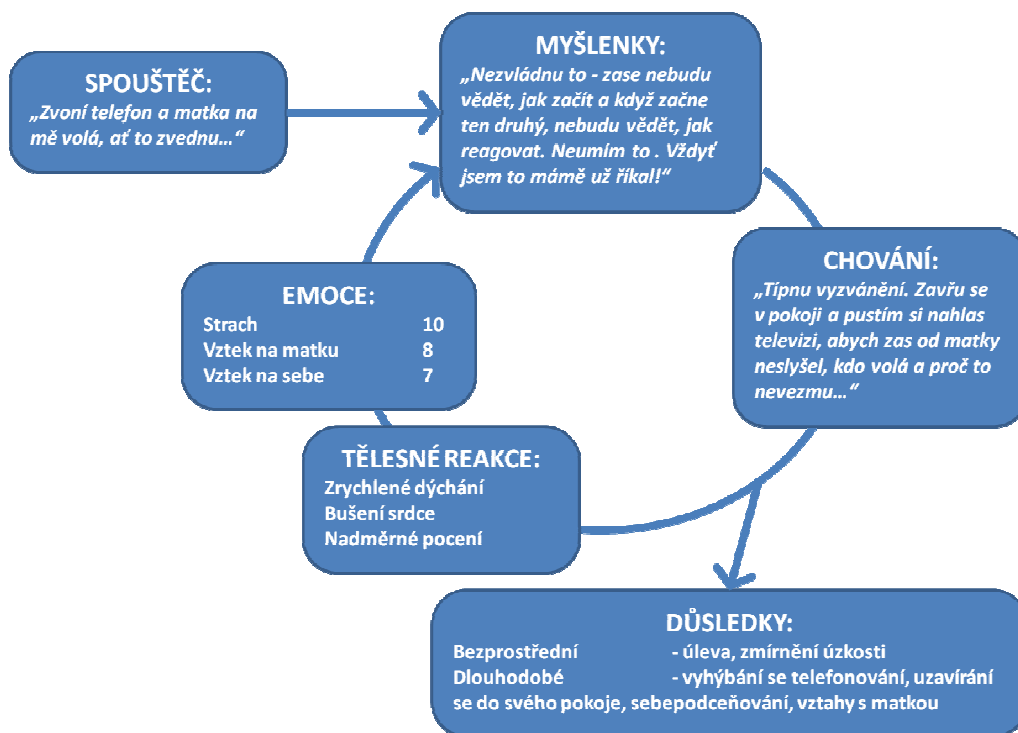 SPOUŠTĚČ:
„Zvoní telefon a matka na
mě volá, ať to zvednu…“
MYŠLENKY:
„Nezvládnu to - zase nebudu
vědět, jak začít a když začne
ten druhý, nebudu vědět, jak
reagovat. Neumím to . Vždyť
jsem to mámě už říkal!“
CHOVÁNÍ:
„Típnu vyzvánění. Zavřu se
v pokoji a pustím si nahlas
televizi, abych zas od matky
neslyšel, kdo volá a proč to
nevezmu…“
EMOCE:
Strach 10
Vztek na matku 8
Vztek na sebe 7
TĚLESNÉ REAKCE:
Zrychlené dýchání
Bušení srdce
Nadměrné pocení
DŮSLEDKY:
Bezprostřední - úleva, zmírnění úzkosti
Dlouhodobé - vyhýbání se telefonování, uzavírání
se do svého pokoje, sebepodceňování, vztahy s matkou